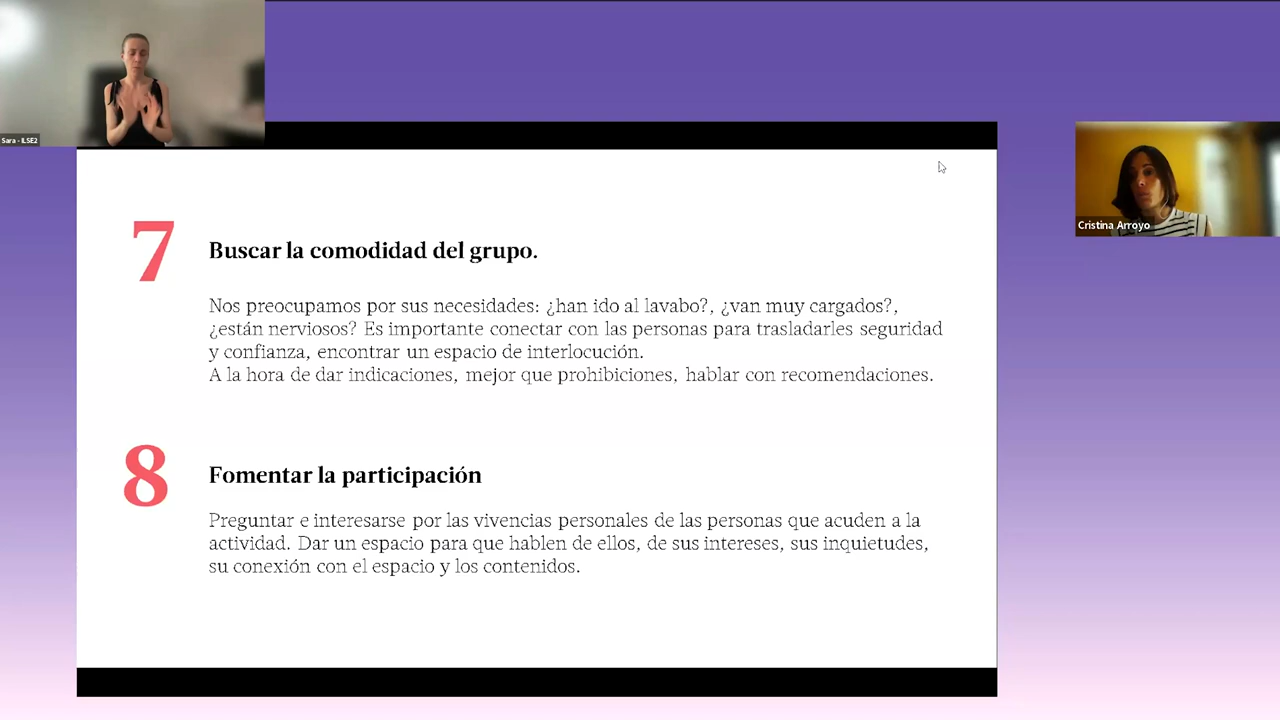 Sara - ILSE2
Cristina Arroyo
7
Buscar la comodidad del grupo.
Nos preocupamos por sus necesidades: ¿han ido al lavabo?, ¿van muy cargados?,
¿están nerviosos? Es importante conectar con las personas para trasladarles seguridad
y confianza, encontrar un espacio de interlocución.
A la hora de dar indicaciones, mejor que prohibiciones, hablar con recomendaciones.
8
Fomentar la participación
Preguntar e interesarse por las vivencias personales de las personas que acuden a la
actividad. Dar un espacio para que hablen de ellos, de sus intereses, sus inquietudes,
su conexión con el espacio y los contenidos.